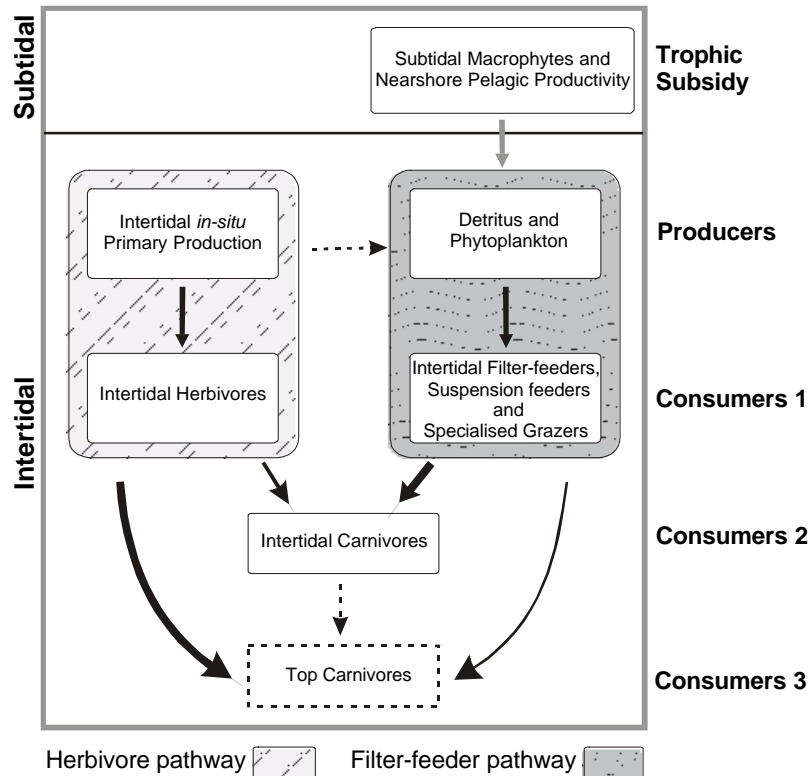 Subtidal
Subtidal Macrophytes and
Nearshore Pelagic Productivity
Trophic
Subsidy
Intertidal in-situ
Primary Production
Detritus and
Phytoplankton
Producers
Intertidal
Intertidal Herbivores
Intertidal Filter-feeders,
Suspension feeders
and
Specialised Grazers
Consumers 1
Intertidal Carnivores
Consumers 2
Top Carnivores
Consumers 3
Herbivore pathway
Filter-feeder pathway